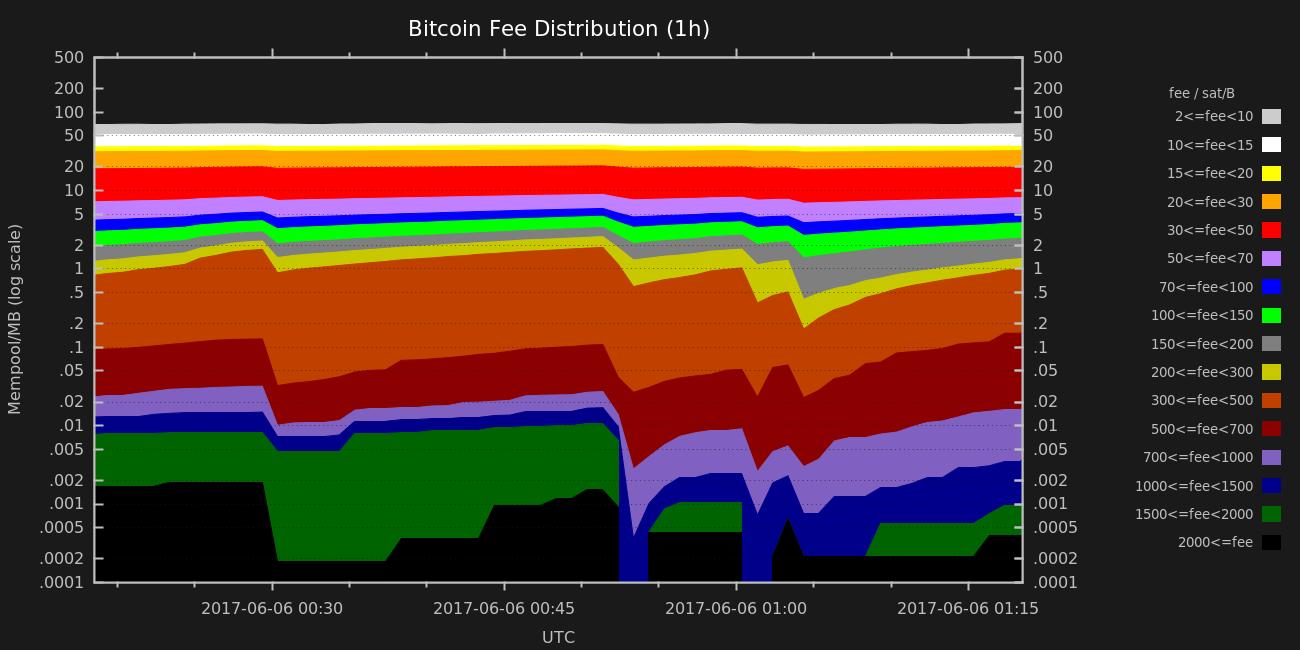 Bitcoin Fee Distribution (1h)
500
200
100
50
20
10
5
2
1
.5
.2
.1
.05
.02
.01
.005
.002
.001
.0005
.0002
.0001
Mempool/MB (log scale)
500
200
100
50
20
10
5
2
1
.5
.2
.1
.05
.02
.01
.005
.002
.001
.0005
.0002
.0001
2017-06-06 00:30
2017-06-06 00:45
2017-06-06 01:00
2017-06-06 01:15
UTC
fee / sat/B
2<=fee<10
10<=fee<15
15<=fee<20
20<=fee<30
30<=fee<50
50<=fee<70
70<=fee<100
100<=fee<150
150<=fee<200
200<=fee<300
300<=fee<500
500<=fee<700
700<=fee<1000
1000<=fee<1500
1500<=fee<2000
2000<=fee